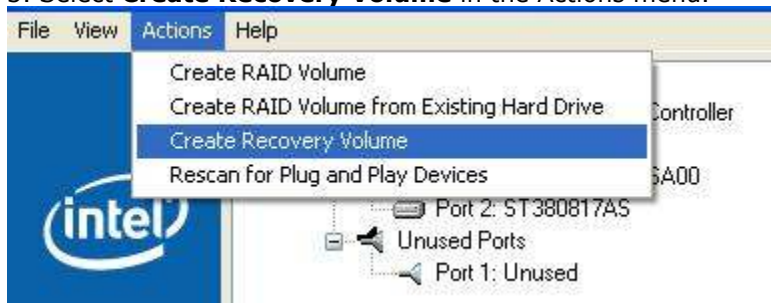 Select Create Recovery Volume in the Actions menu.
File View Actions Help
Create RAID Volume
Create RAID Volume from Existing Hard Drive
Controller
Create Recovery Volume
Rescan for Plug and Play Devices
5A00
Port 2: ST380817AS
intel
Unused Ports
Port 1: Unused